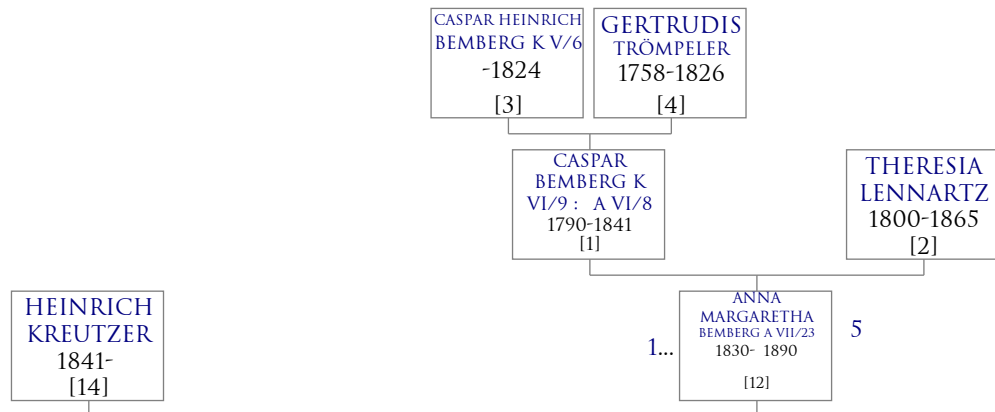 CASPAR HEINRICH
BEMBERG K V/6
-1824
[3]
GERTRUDIS
TRÖMPELER
1758-1826
[4]
CASPAR
BEMBERG K
VI/9 : A VI/8
1790-1841
[1]
THERESIA
LENNARTZ
1800-1865
[2]
HEINRICH
KREUTZER
1841-
[14]
1...
ANNA
MARGARETHA
BEMBERG A VII/23
1830- 1890
[12]
5